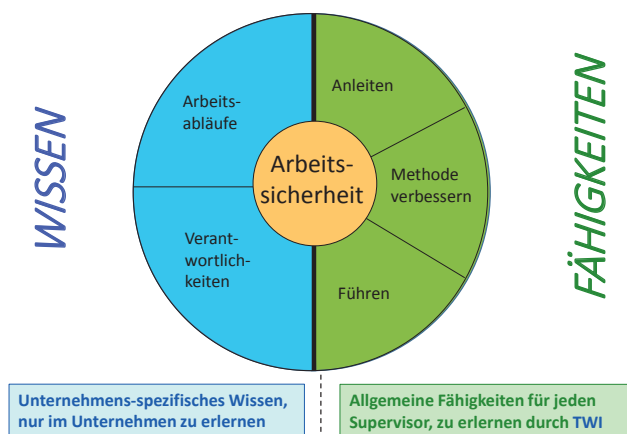 WISSEN
Arbeits-
abläufe
Verant-
wortlich-
keiten
Arbeits-
sicherheit
Anleiten
Methode
verbessern
Führen
FÄHIGKEITEN
Unternehmens-spezifisches Wissen,
nur im Unternehmen zu erlernen
Allgemeine Fähigkeiten für jeden
Supervisor, zu erlernen durch TWI